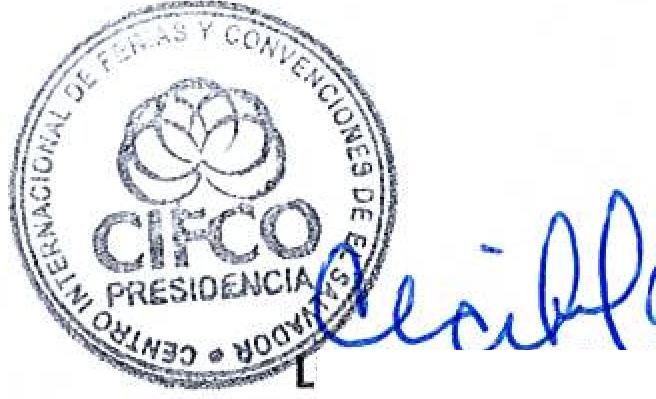 CENTRO INTERNACIONAL DE FERIAS Y CONVENCIONES DE EL SALVADOR
CIFCO
PRESIDENCIA
L